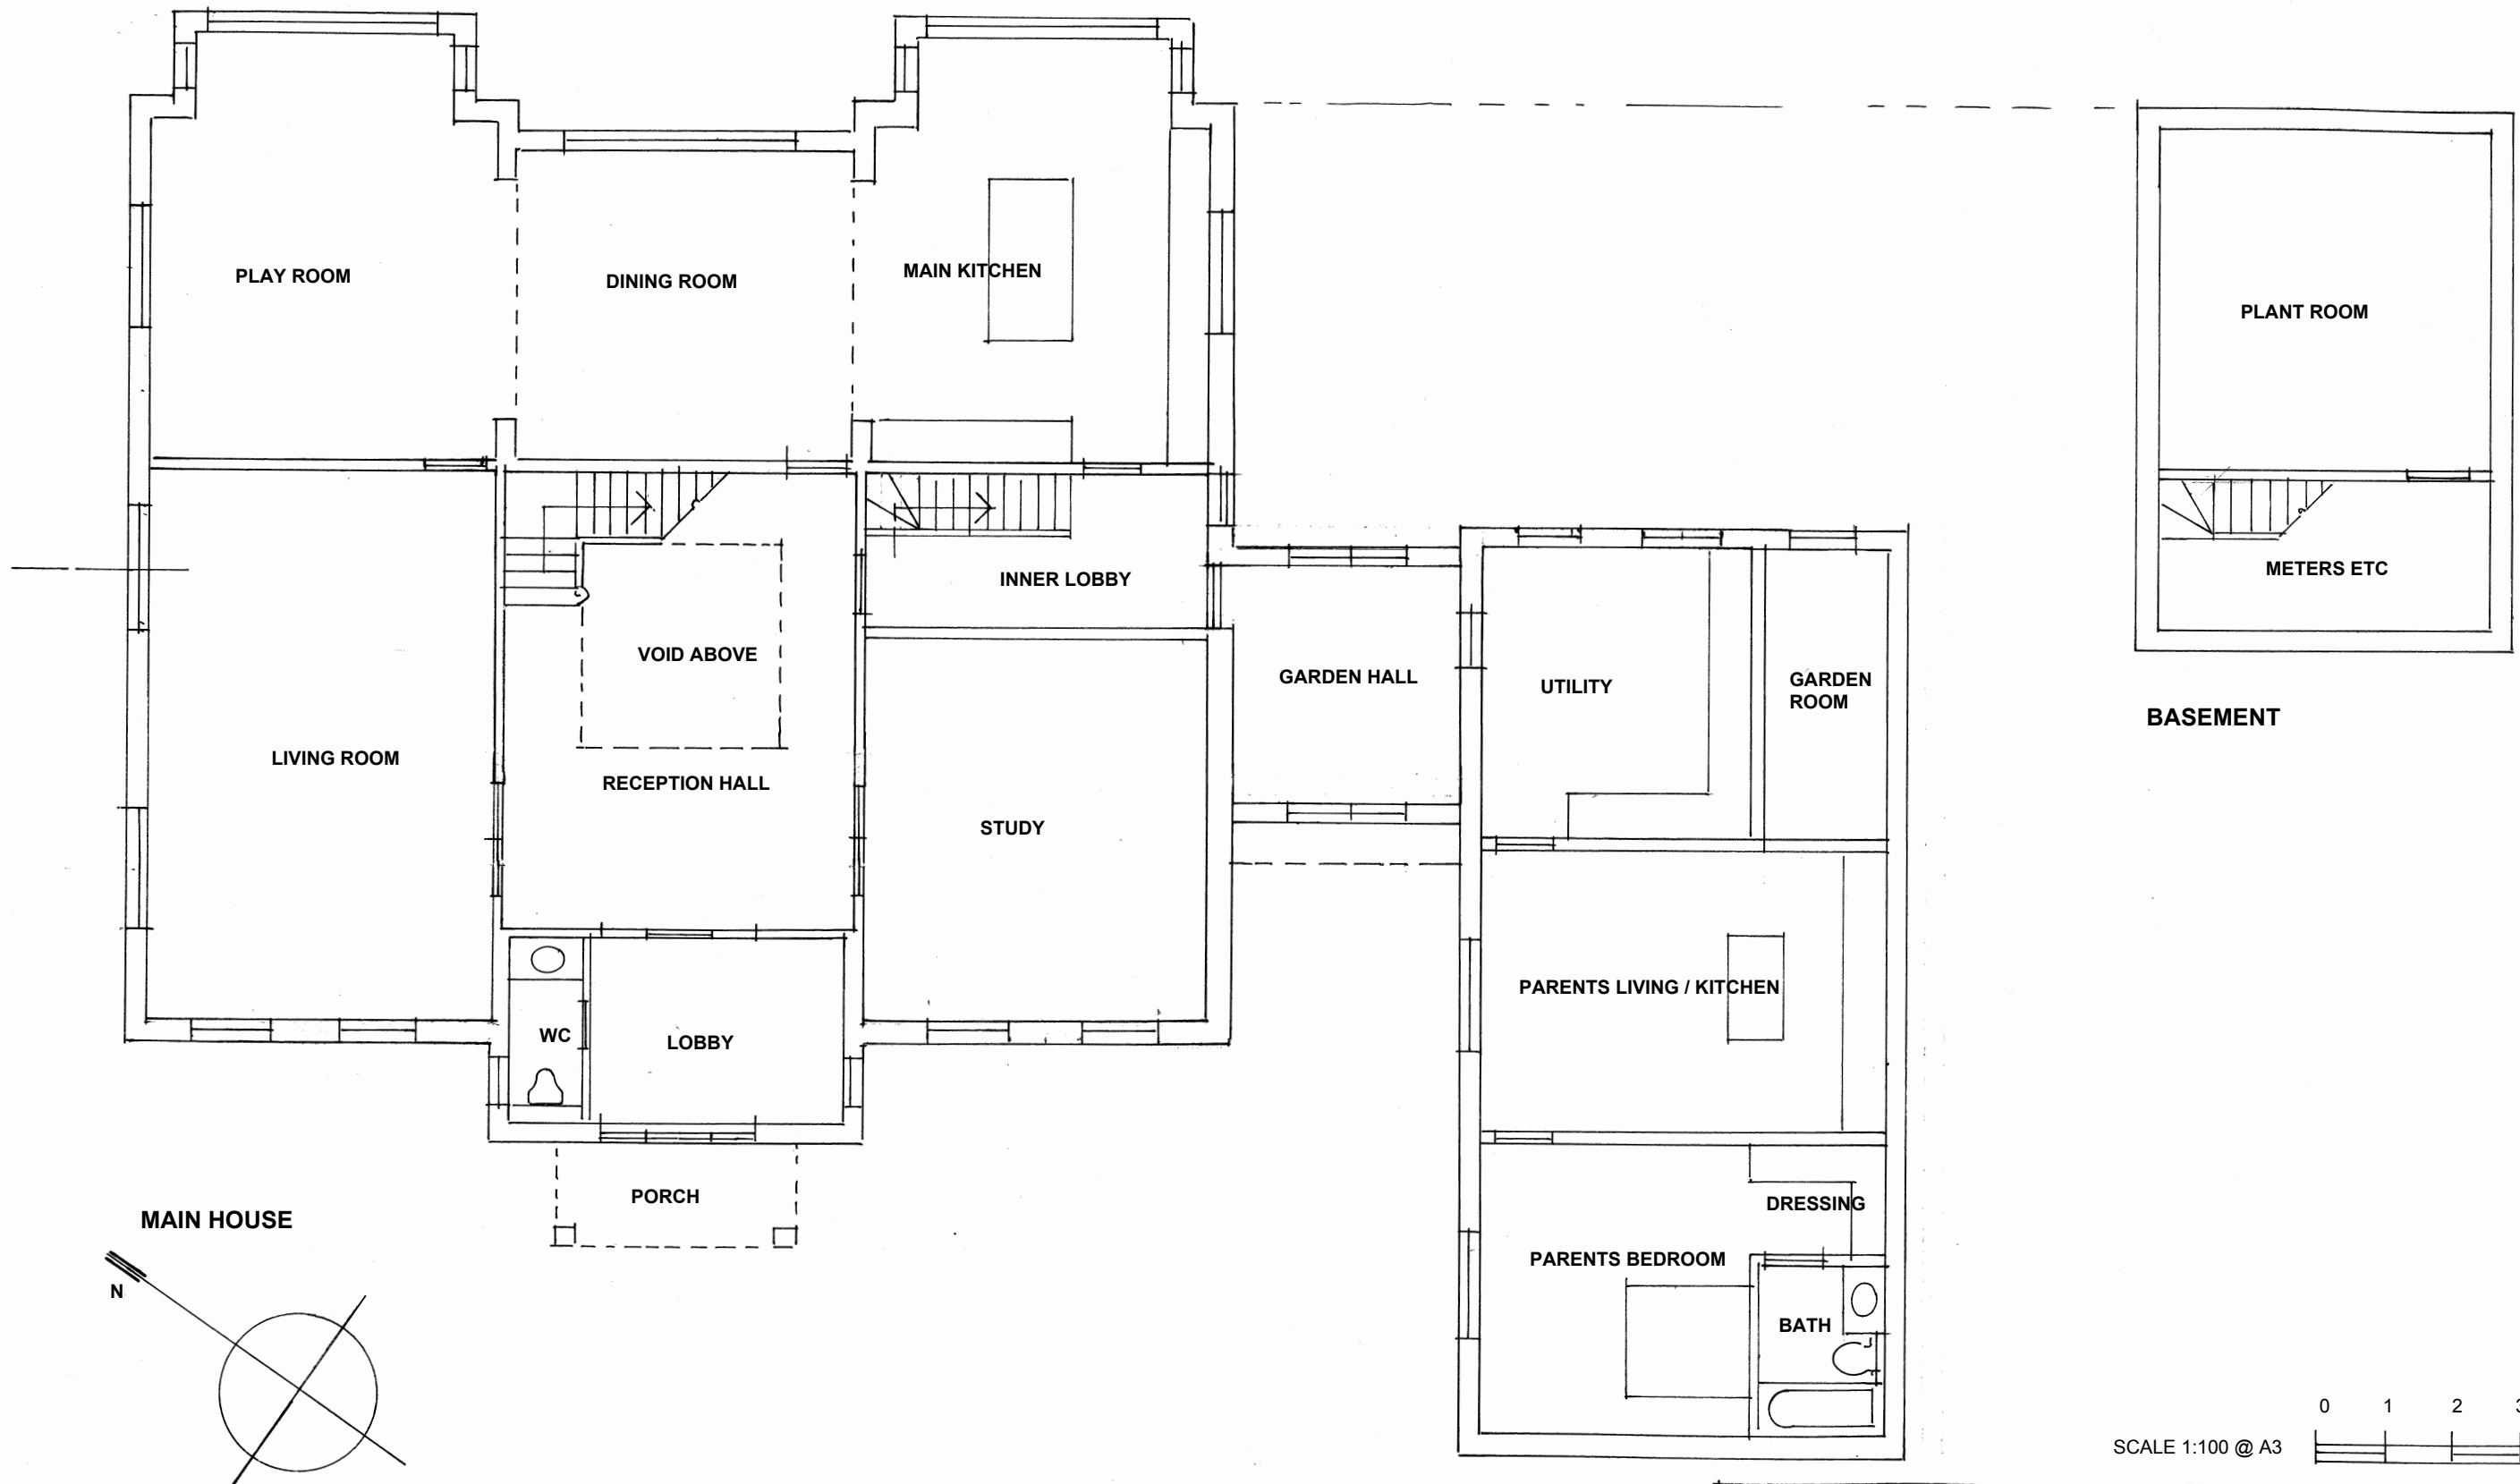 PLAY ROOM
DINING ROOM
MAIN KITCHEN
PLANT ROOM
INNER LOBBY
METERS ETC
VOID ABOVE
GARDEN HALL
UTILITY
GARDEN
ROOM
BASEMENT
LIVING ROOM
RECEPTION HALL
STUDY
PARENTS LIVING / KITCHEN
WC
LOBBY
PORCH
DRESSING
MAIN HOUSE
PARENTS BEDROOM
N
BATH
0 1 2 3
SCALE 1:100 @ A3